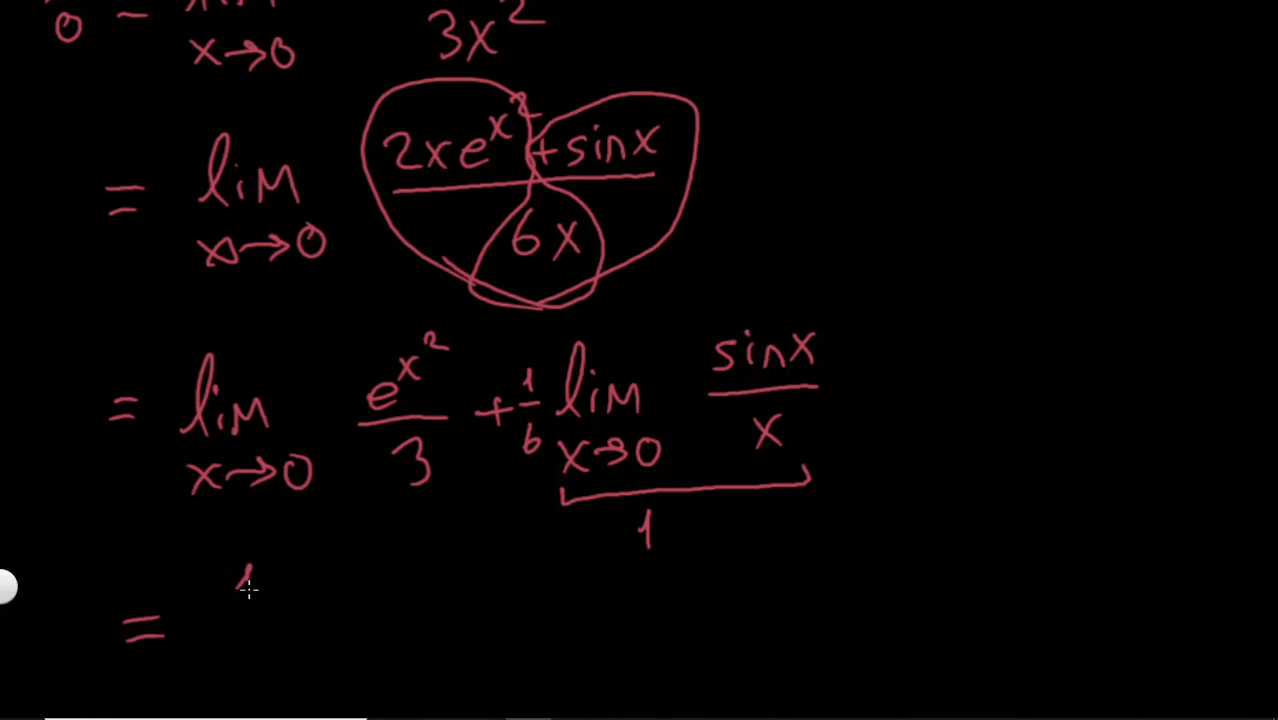 0 — x→0 3x²
= lim x→0 (2xe^x² + sinx)/(6x)
= lim x→0 e^x²/3 + 1/6 lim x→0 sinx/x
1
=